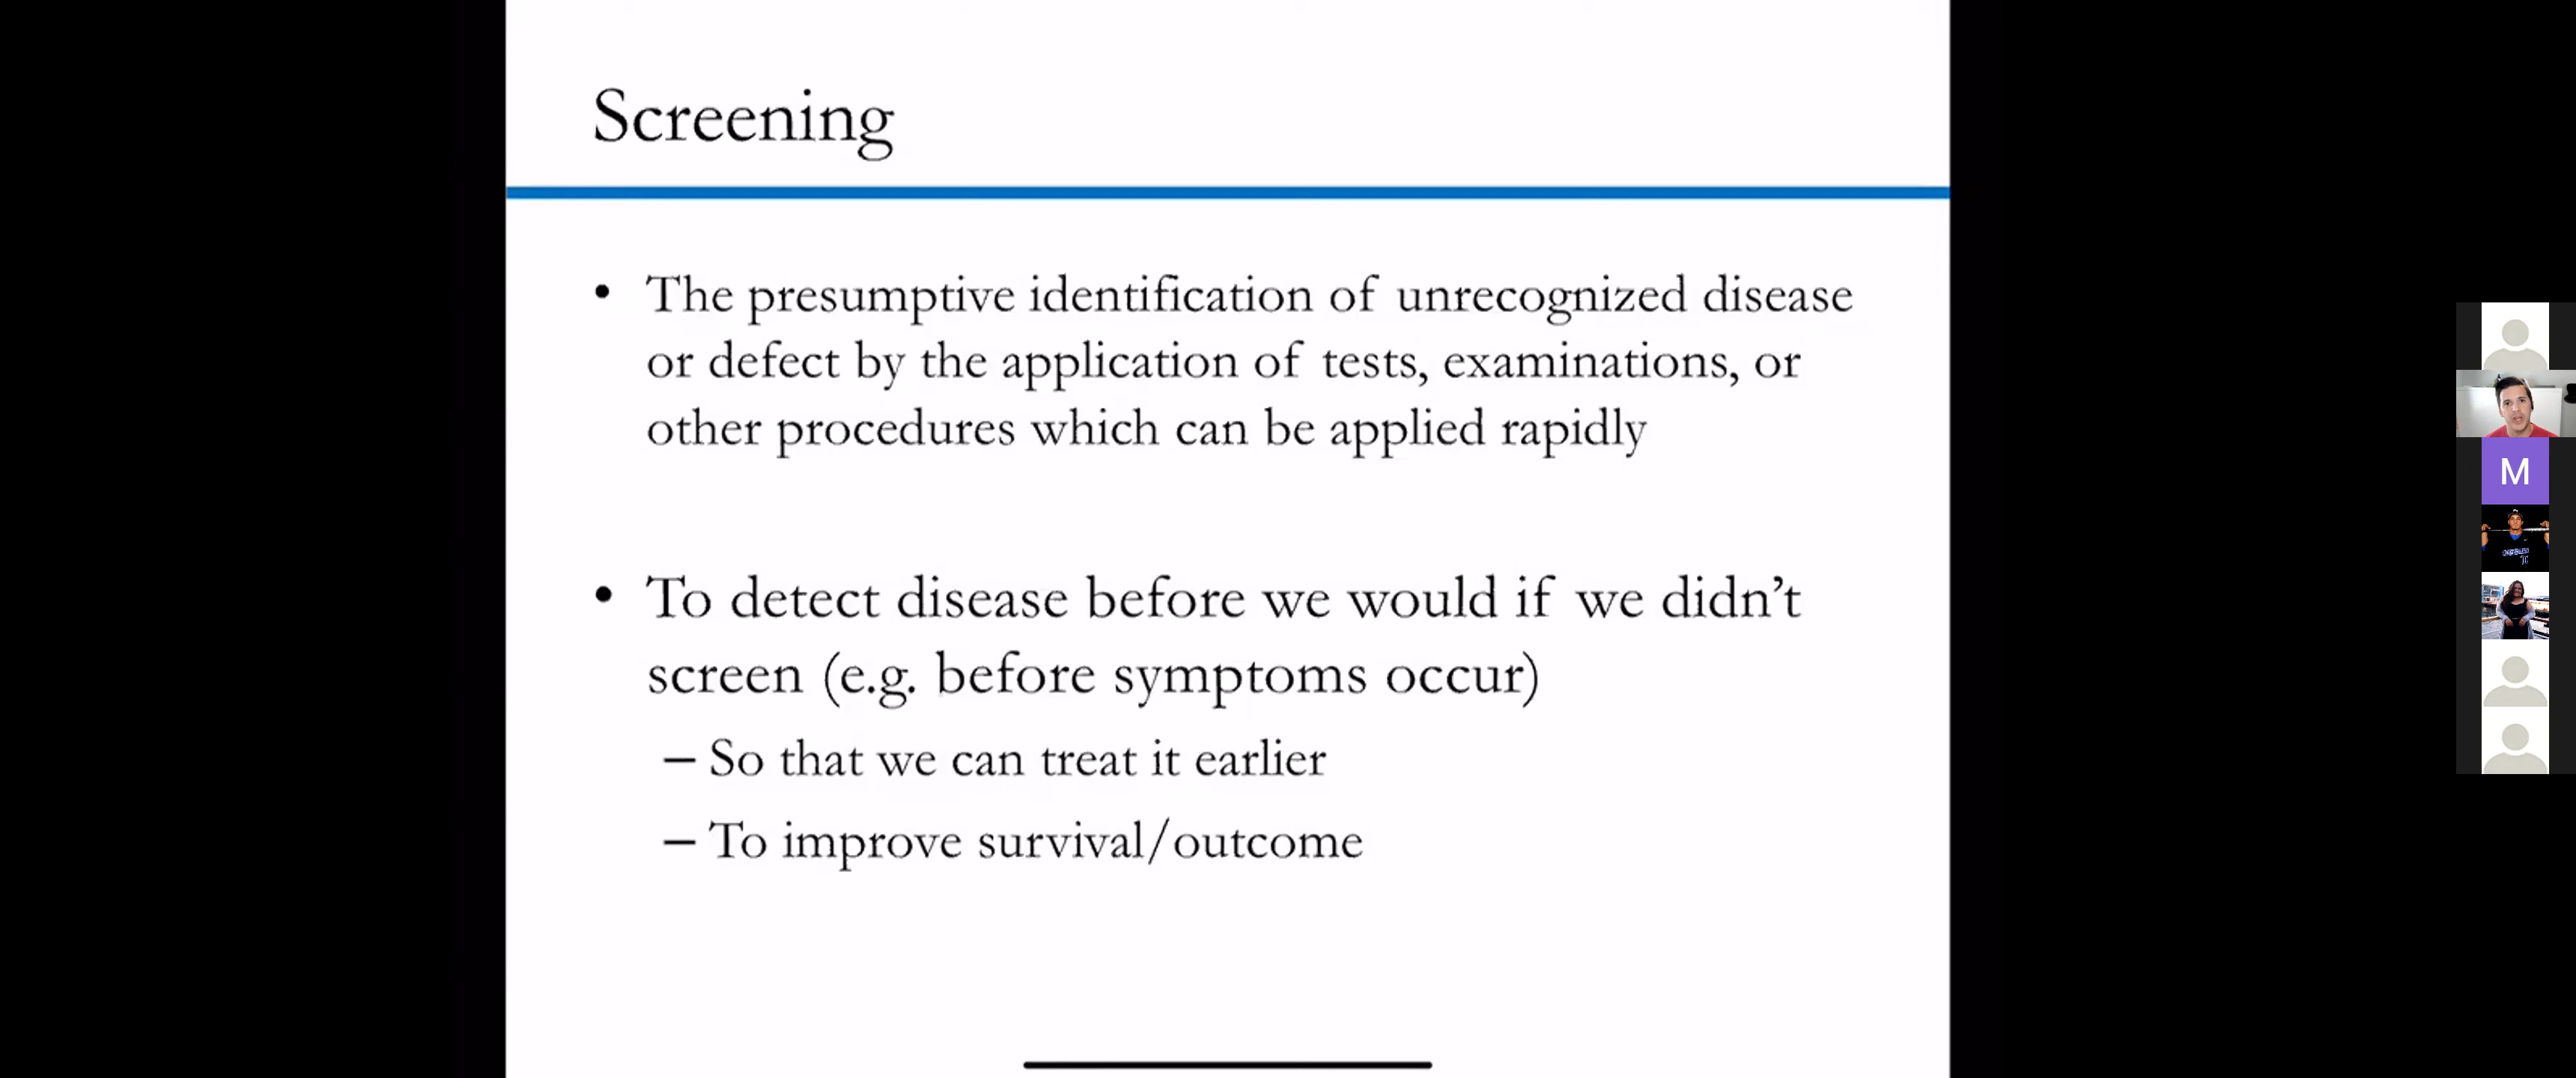 Screening
• The presumptive identification of unrecognized disease
or defect by the application of tests, examinations, or
other procedures which can be applied rapidly
• To detect disease before we would if we didn’t
screen (e.g. before symptoms occur)
– So that we can treat it earlier
– To improve survival/outcome
M